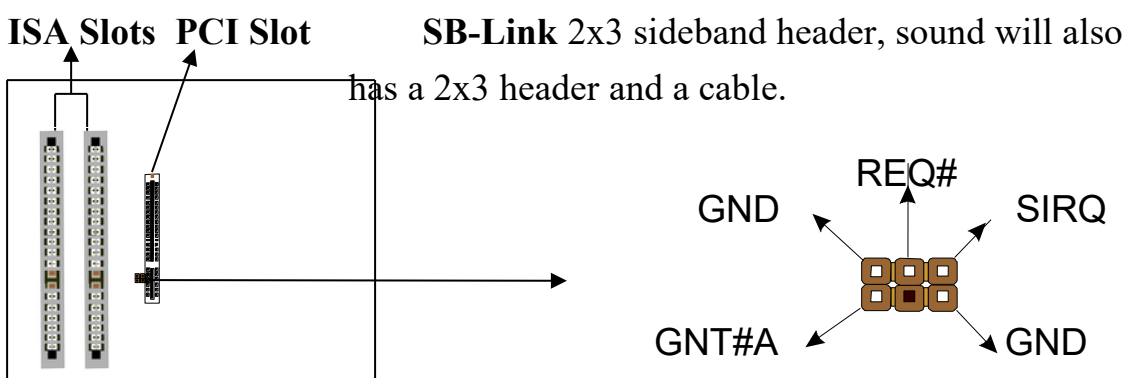 ISA Slots PCI Slot SB-Link 2x3 sideband header, sound will also
has a 2x3 header and a cable.
REQ#
GND SIRQ
GNT#A GND